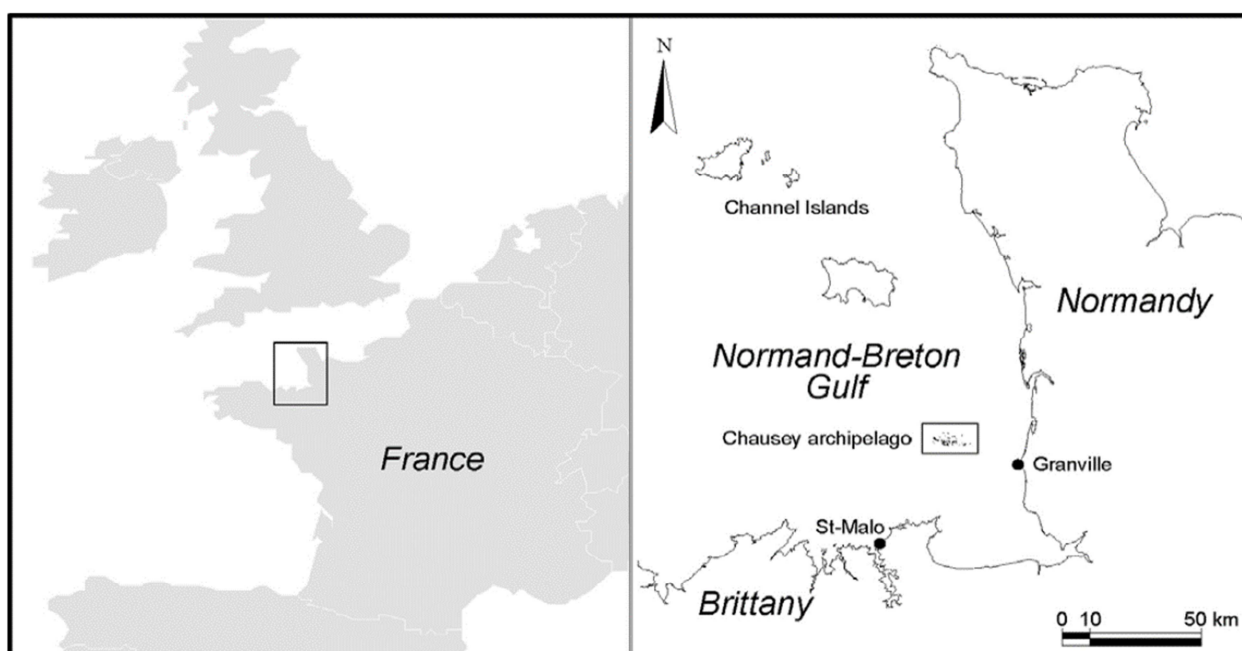 France
N
Channel Islands
Normandy
Normand-Breton
Gulf
Chausey archipelago
Granville
St-Malo
Brittany
0 10 50 km